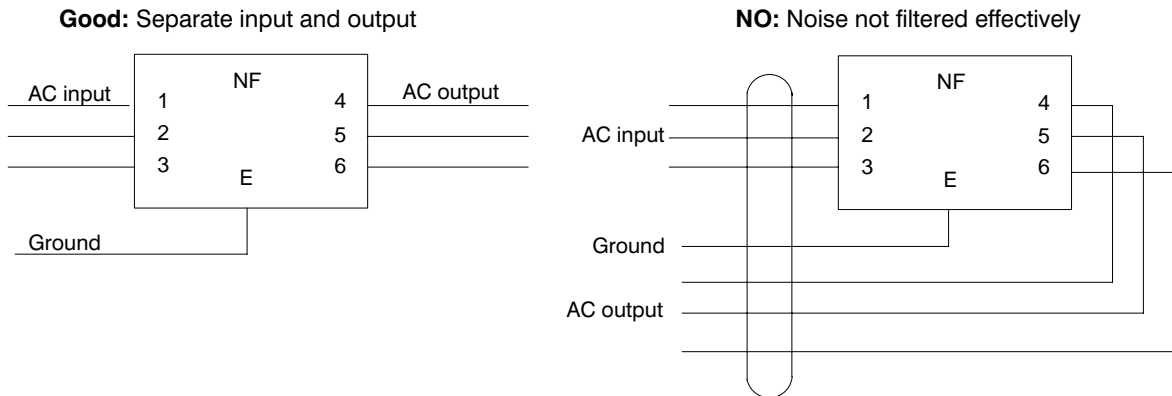 Good: Separate input and output
NF
AC input
1
4
AC output
2
5
3
6
E
Ground
NO: Noise not filtered effectively
NF
1
4
AC input
2
5
3
6
E
Ground
AC output